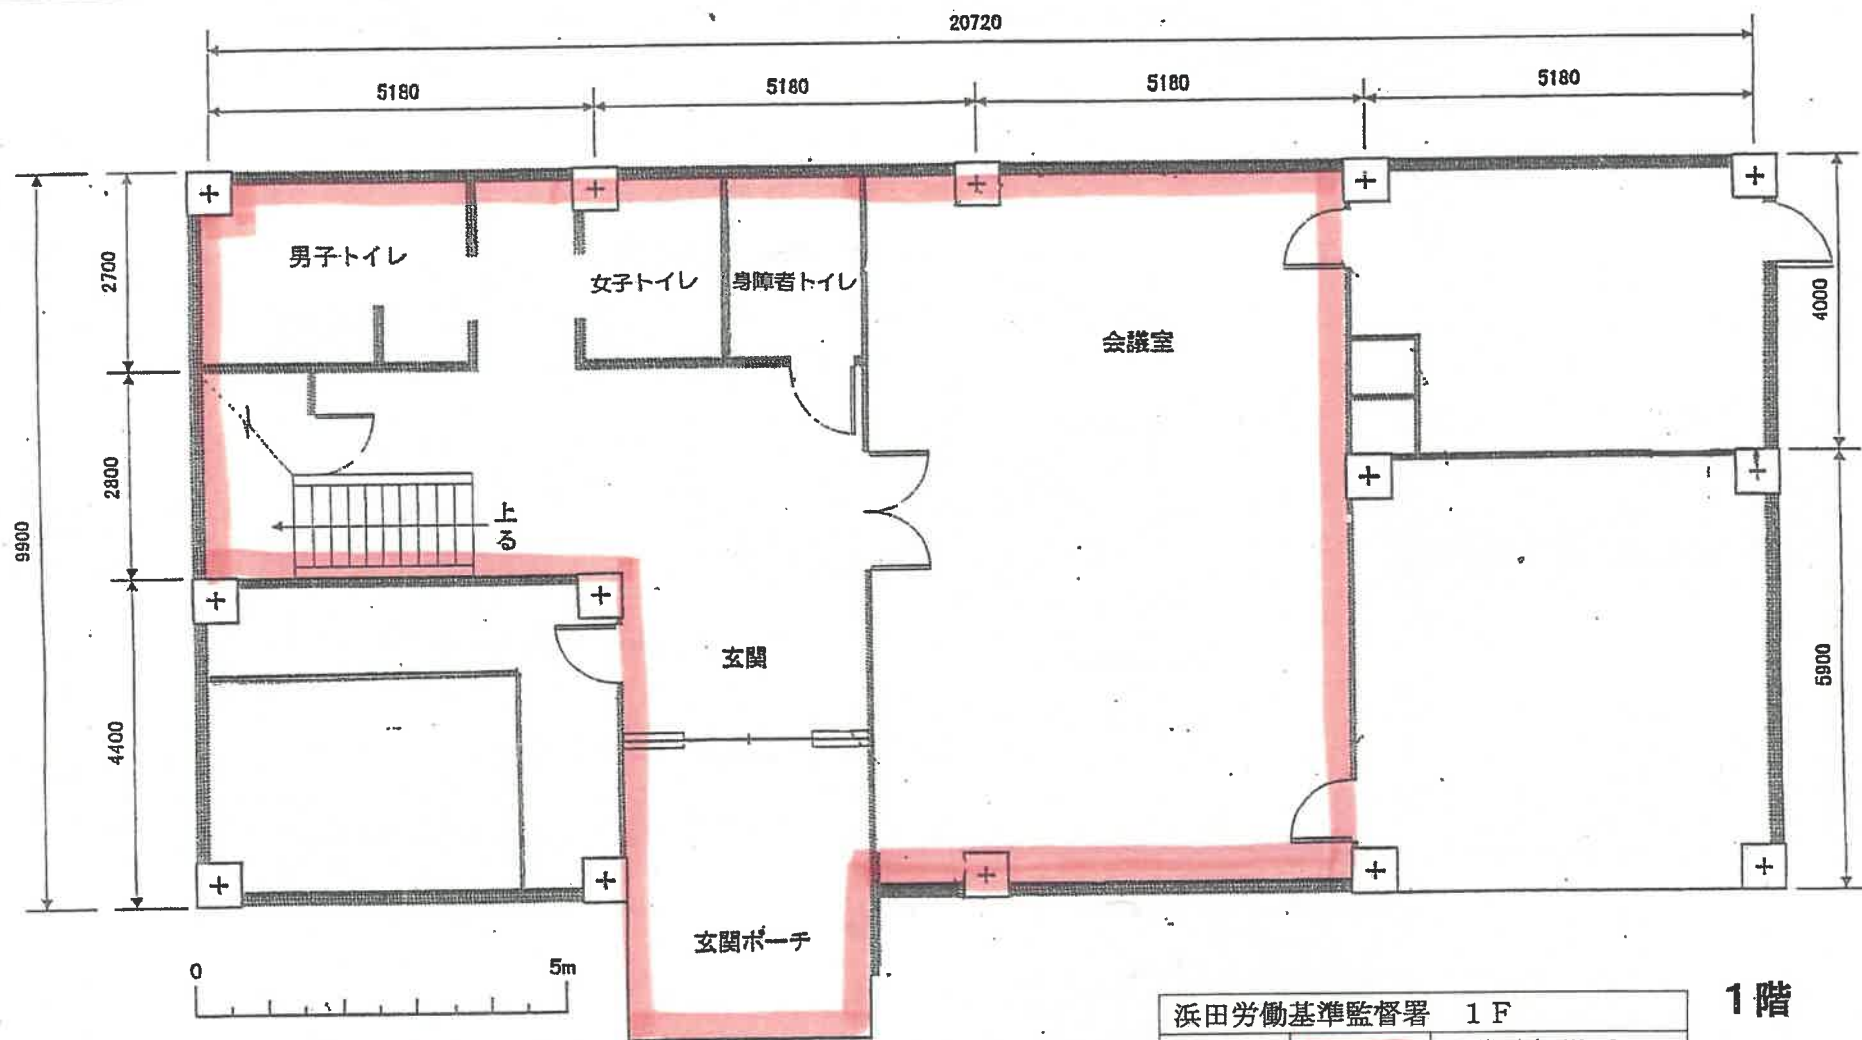 20720
5180
5180
5180
5180
男子トイレ
女子トイレ
身障者トイレ
会議室
2700
2800
4400
9900
4000
5900
上る
玄関
玄関ポーチ
0
5m
1階
浜田労働基準監督署 1F